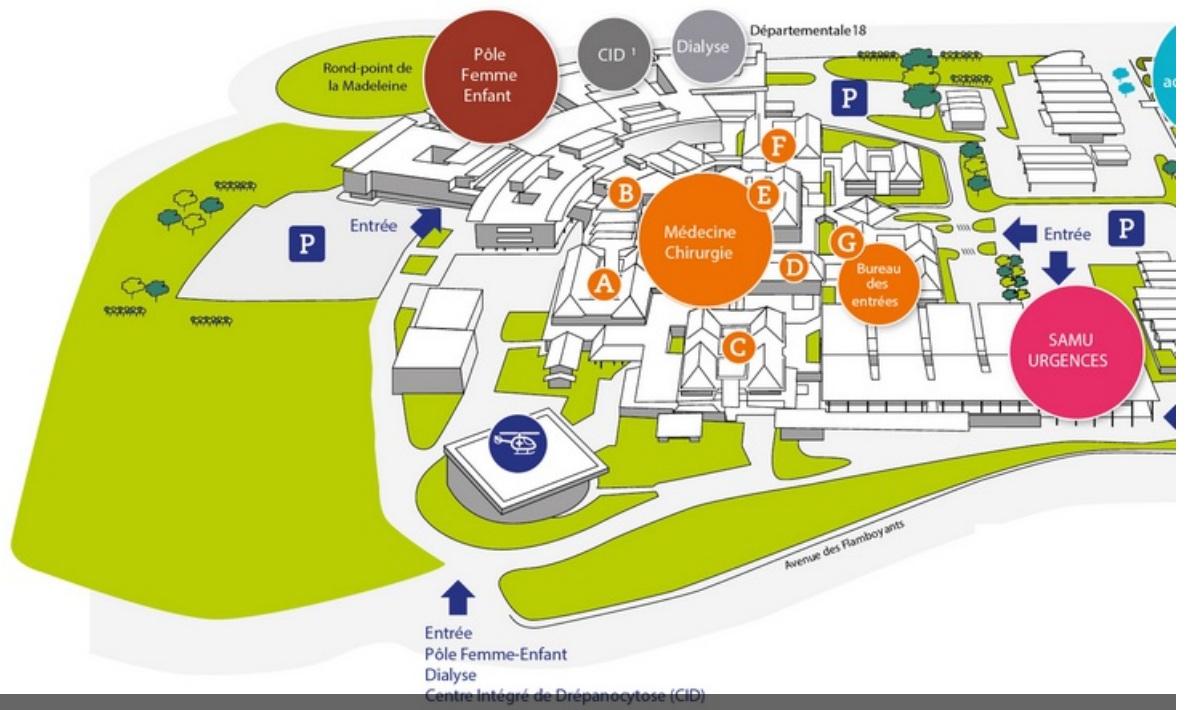 Rond-point de
la Madeleine
Pôle
Femme
Enfant
CID ¹
Dialyse
Départementale 18
P
F
B
E
Entrée
P
Médecine
Chirurgie
G
Entrée
P
A
D
Bureau
des
entrées
C
SAMU
URGENCES
Avenue des Flamboyants
Entrée
Pôle Femme-Enfant
Dialyse
Centre Intégré de Drépanocytose (CID)